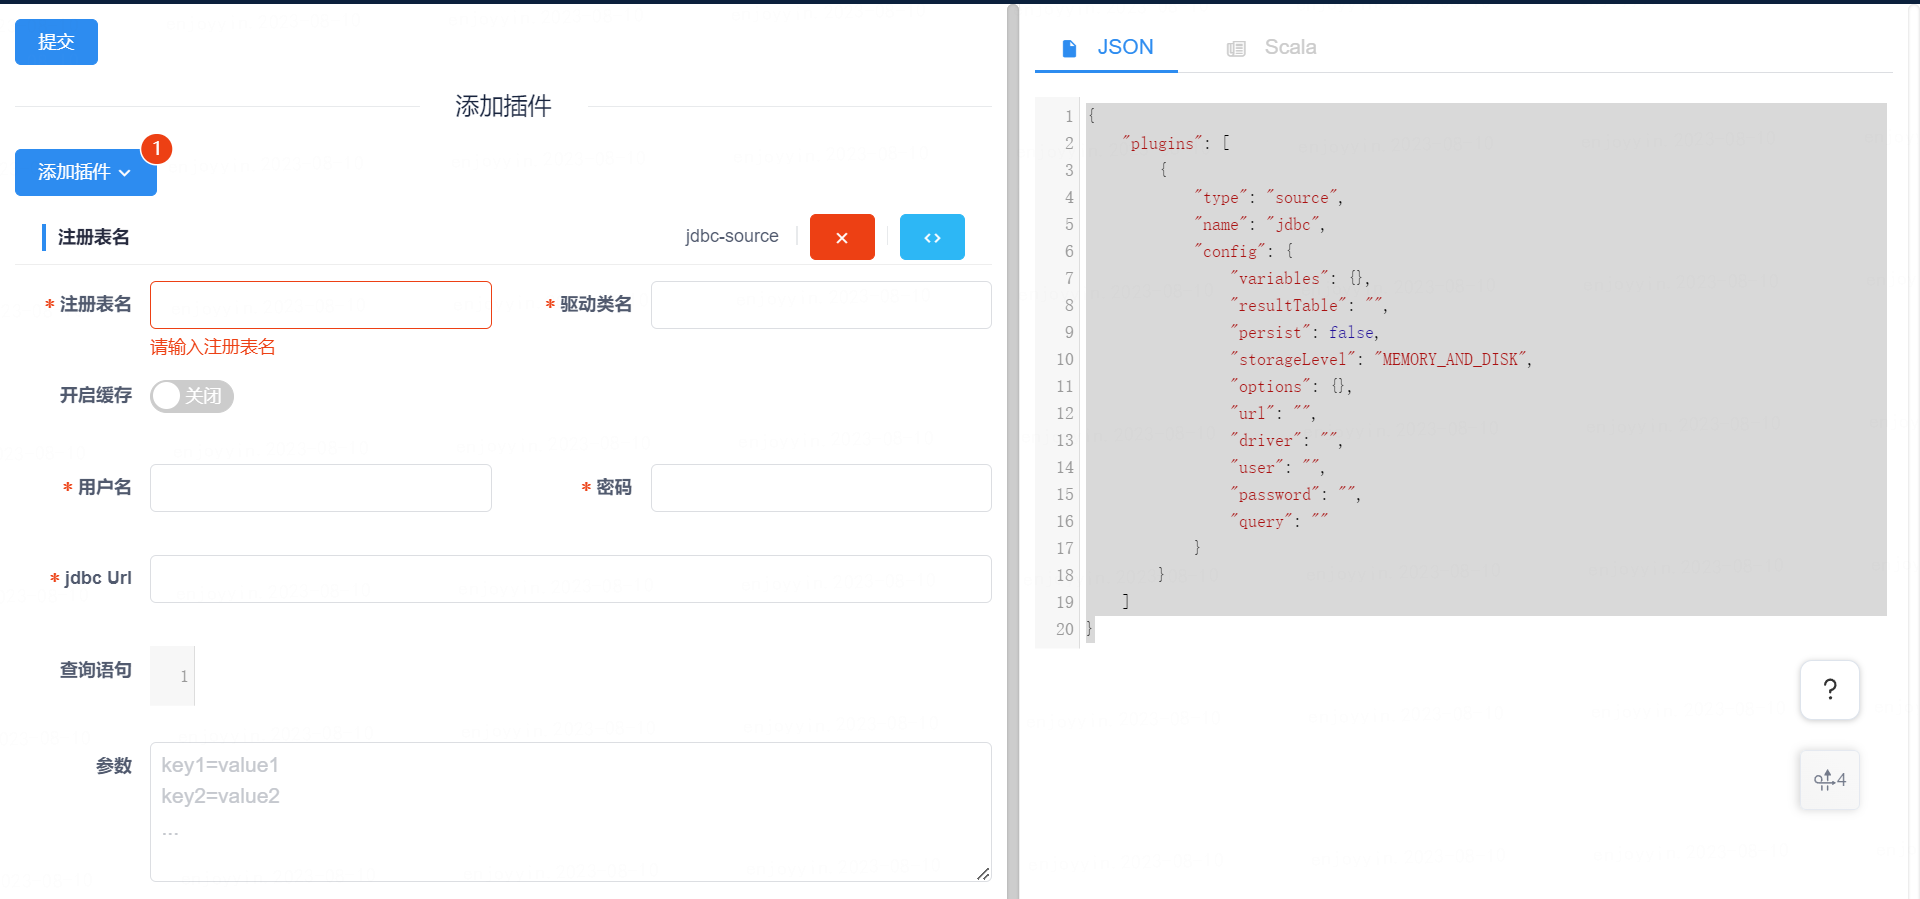 提交
添加插件
添加插件
1
注册表名
jdbc-source
* 注册表名
* 驱动类名
请输入注册表名
开启缓存
关闭
* 用户名
* 密码
* jdbc Url
查询语句
1
参数
key1=value1
key2=value2
...
JSON
Scala
1 {
2 "plugins": [
3 {
4 "type": "source",
5 "name": "jdbc",
6 "config": {
7 "variables": {},
8 "resultTable": "",
9 "persist": false,
10 "storageLevel": "MEMORY_AND_DISK",
11 "options": {},
12 "url": "",
13 "driver": "",
14 "user": "",
15 "password": "",
16 "query": ""
17 }
18 }
19 ]
20 }
?
4